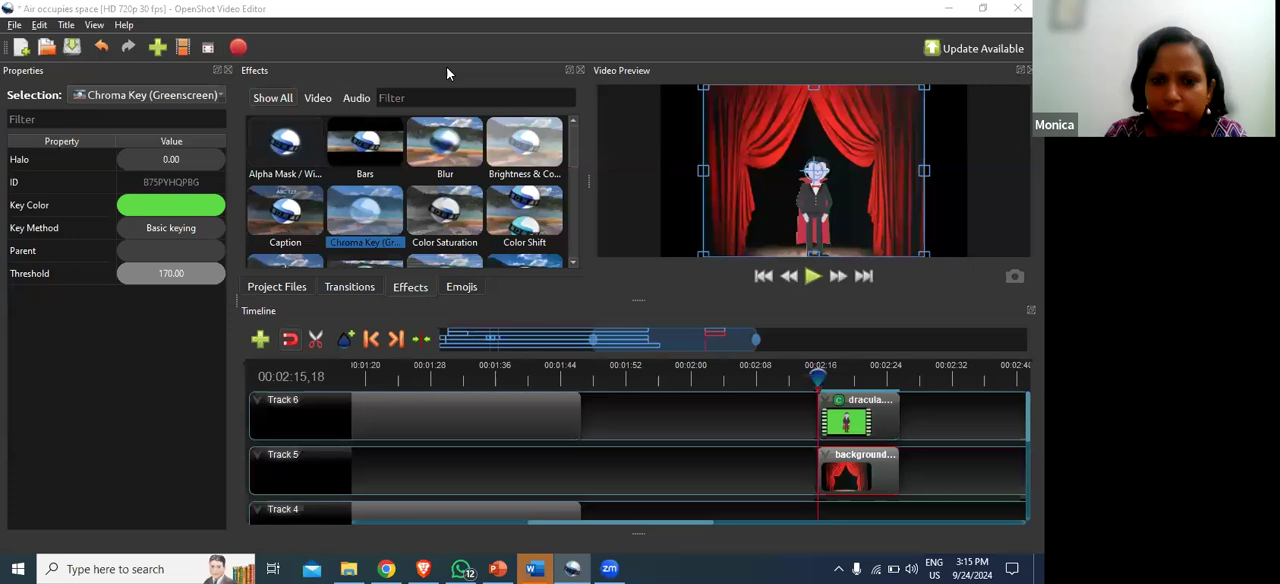 * Air occupies space [HD 720p 30 fps] - OpenShot Video Editor
File Edit Title View Help
Update Available
Properties
Effects
Video Preview
Selection: Chroma Key (Greenscreen)
Show All Video Audio Filter
Filter
Monica
Property Value
Halo 0.00
ID B75PYHQPBG
Key Color
Key Method Basic keying
Parent
Threshold 170.00
Alpha Mask / Wi... Bars Blur Brightness & Co...
Caption Chroma Key (Gr... Color Saturation Color Shift
Project Files Transitions Effects Emojis
Timeline
00:02:15,18
00:01:20 00:01:28 00:01:36 00:01:44 00:01:52 00:02:00 00:02:08 00:02:16 00:02:24 00:02:32 00:02:40
Track 6 dracula....
Track 5 background...
Track 4
Type here to search
12
W
zm
ENG
US
3:15 PM
9/24/2024